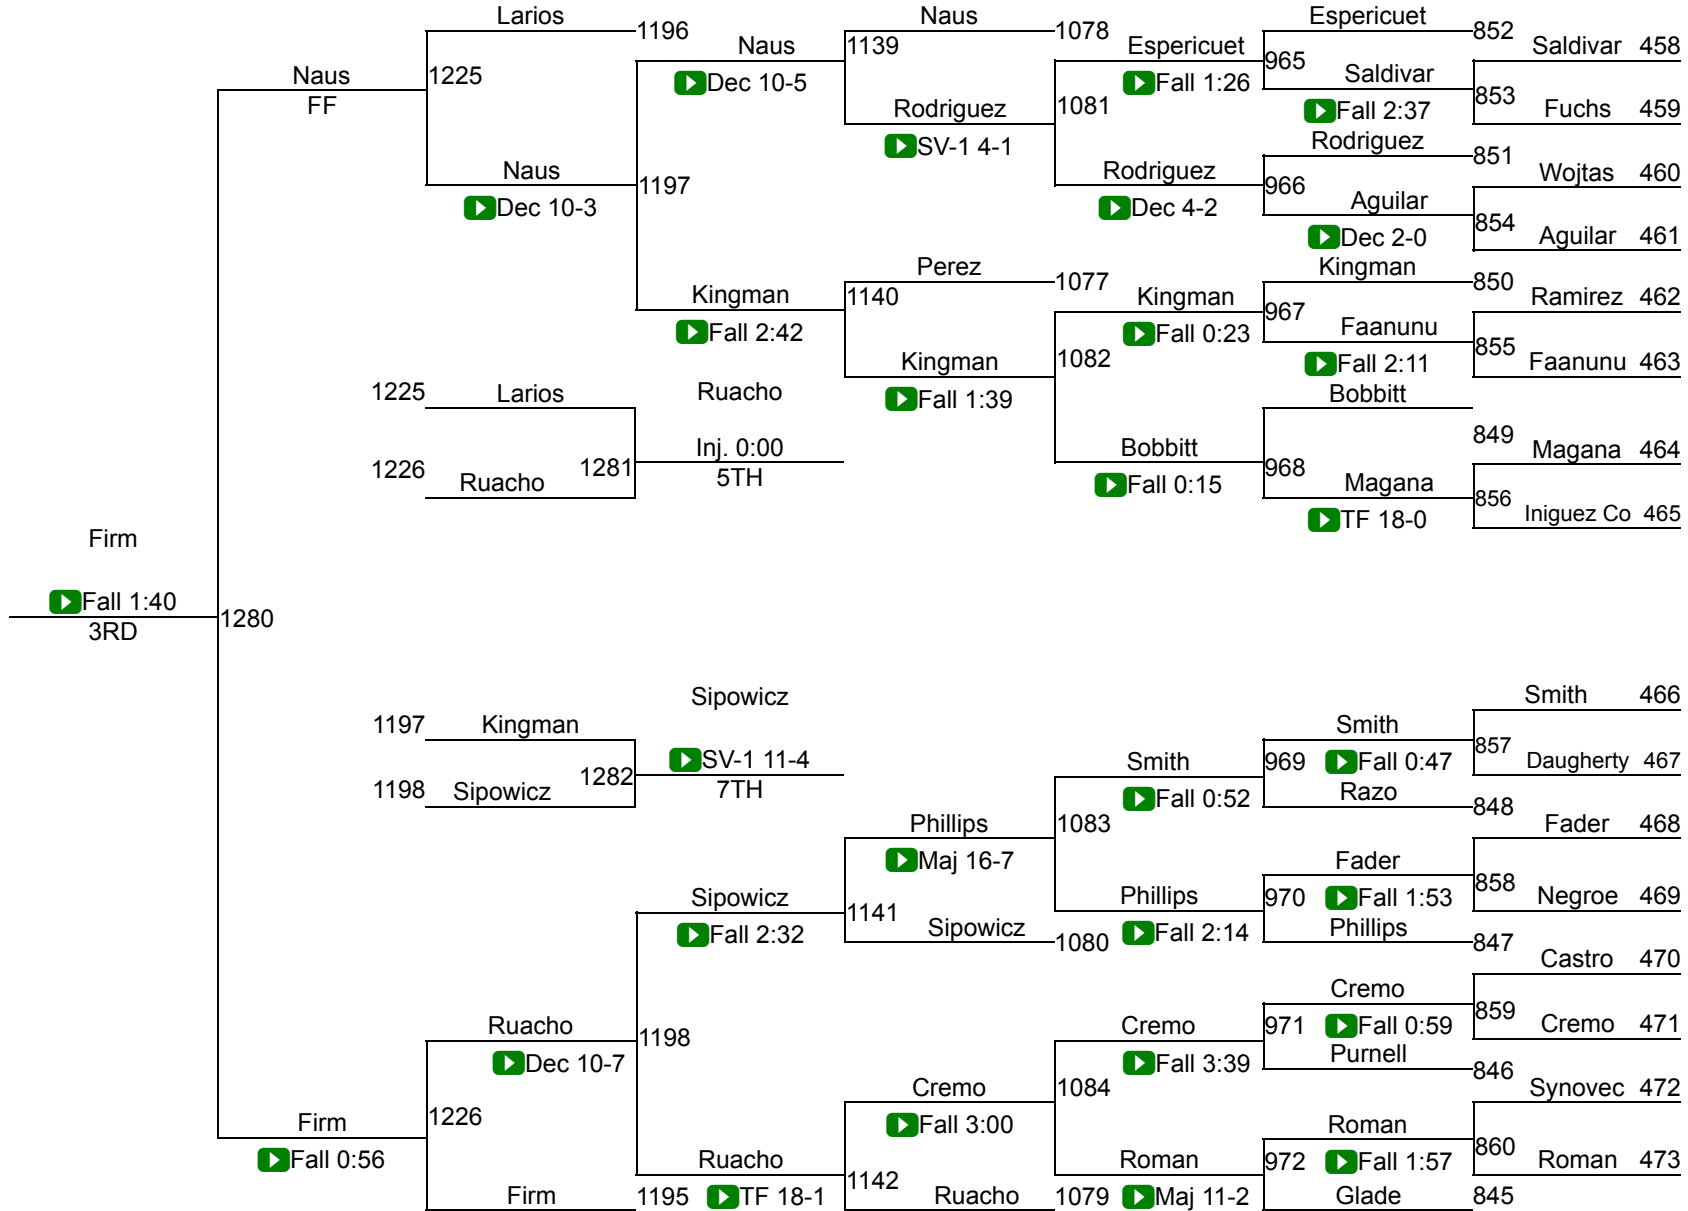 Larios 1196 Naus 1078 Espericuet 852
Naus 1139 Espericuet Saldivar 458
Naus 1225 Dec 10-5 Fall 1:26 965 Saldivar 853
FF Rodriguez 1081 Fall 2:37 Fuchs 459
SV-1 4-1 Rodriguez 851
Naus 1197 Rodriguez 966 Wojtas 460
Dec 10-3 Dec 4-2 Aguilar 854
Dec 2-0 Aguilar 461
Perez 1077 Kingman 850
Kingman 1140 Kingman 967 Ramirez 462
Fall 2:42 Fall 0:23 Faanunu 855
Kingman 1082 Fall 2:11 Faanunu 463
1225 Larios Ruacho Fall 1:39 Bobbitt
849
Inj. 0:00 Bobbitt Magana 464
1226 Ruacho 1281 5TH Fall 0:15 968 Magana 856
TF 18-0 Iniguez Co 465
Firm
Fall 1:40
3RD 1280
Sipowicz Smith 466
1197 Kingman Smith 857
SV-1 11-4 Smith 969 Fall 0:47 Daugherty 467
1198 Sipowicz 1282 7TH Fall 0:52 Razo 848
Phillips 1083 Fader 468
Maj 16-7 Fader 858
Sipowicz 1141 Phillips 970 Fall 1:53 Negroe 469
Fall 2:32 Sipowicz 1080 Fall 2:14 Phillips 847
Castro 470
Cremo 859
Ruacho 1198 Cremo 971 Fall 0:59 Cremo 471
Dec 10-7 Fall 3:39 Purnell 846
Cremo 1084 Synovec 472
Firm 1226 Fall 3:00 Roman 860
Fall 0:56 Ruacho 1142 Roman 972 Fall 1:57 Roman 473
Firm 1195 TF 18-1 Ruacho 1079 Maj 11-2 Glade 845